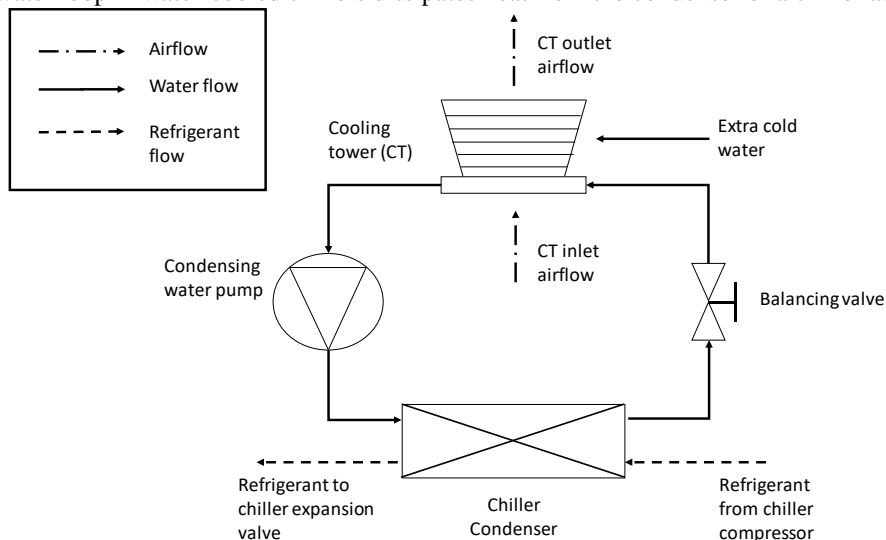 Airflow
Water flow
Refrigerant
flow
CT outlet
airflow
Cooling
tower (CT)
Extra cold
water
CT inlet
airflow
Condensing
water pump
Balancing valve
Refrigerant to
chiller expansion
valve
Chiller
Condenser
Refrigerant
from chiller
compressor